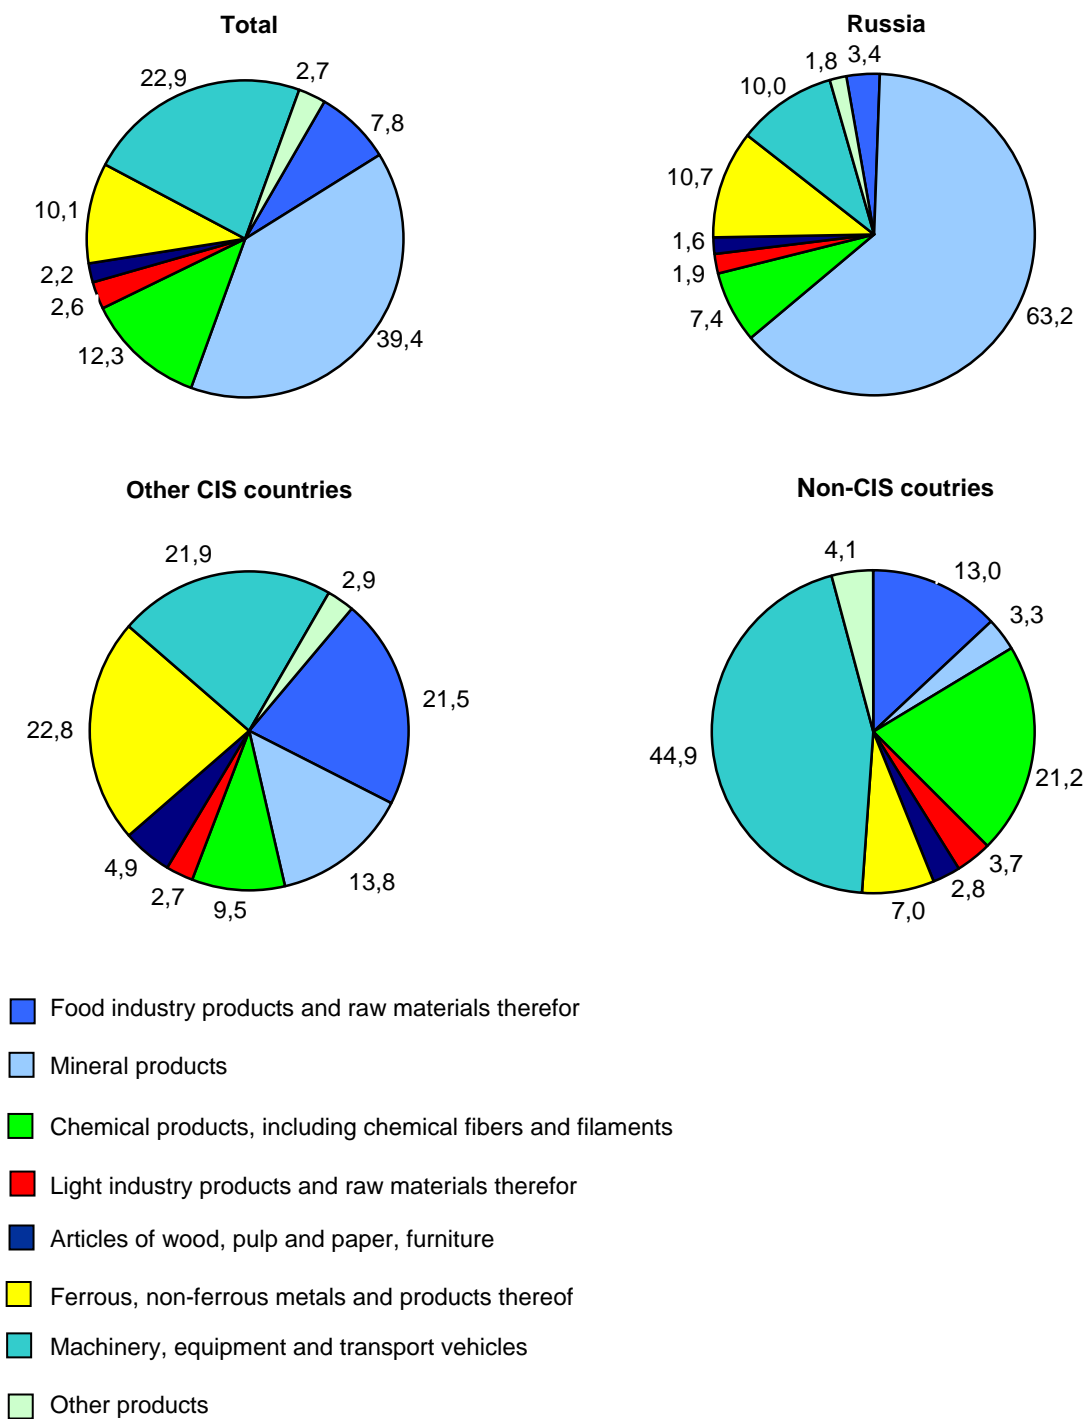 Total
Russia
22,9
2,7
7,8
10,1
2,2
2,6
12,3
39,4
1,8
3,4
10,0
10,7
1,6
1,9
7,4
63,2
Other CIS countries
Non-CIS coutries
21,9
2,9
21,5
22,8
4,9
2,7
9,5
13,8
4,1
13,0
3,3
44,9
21,2
3,7
2,8
7,0
Food industry products and raw materials therefor
Mineral products
Chemical products, including chemical fibers and filaments
Light industry products and raw materials therefor
Articles of wood, pulp and paper, furniture
Ferrous, non-ferrous metals and products thereof
Machinery, equipment and transport vehicles
Other products